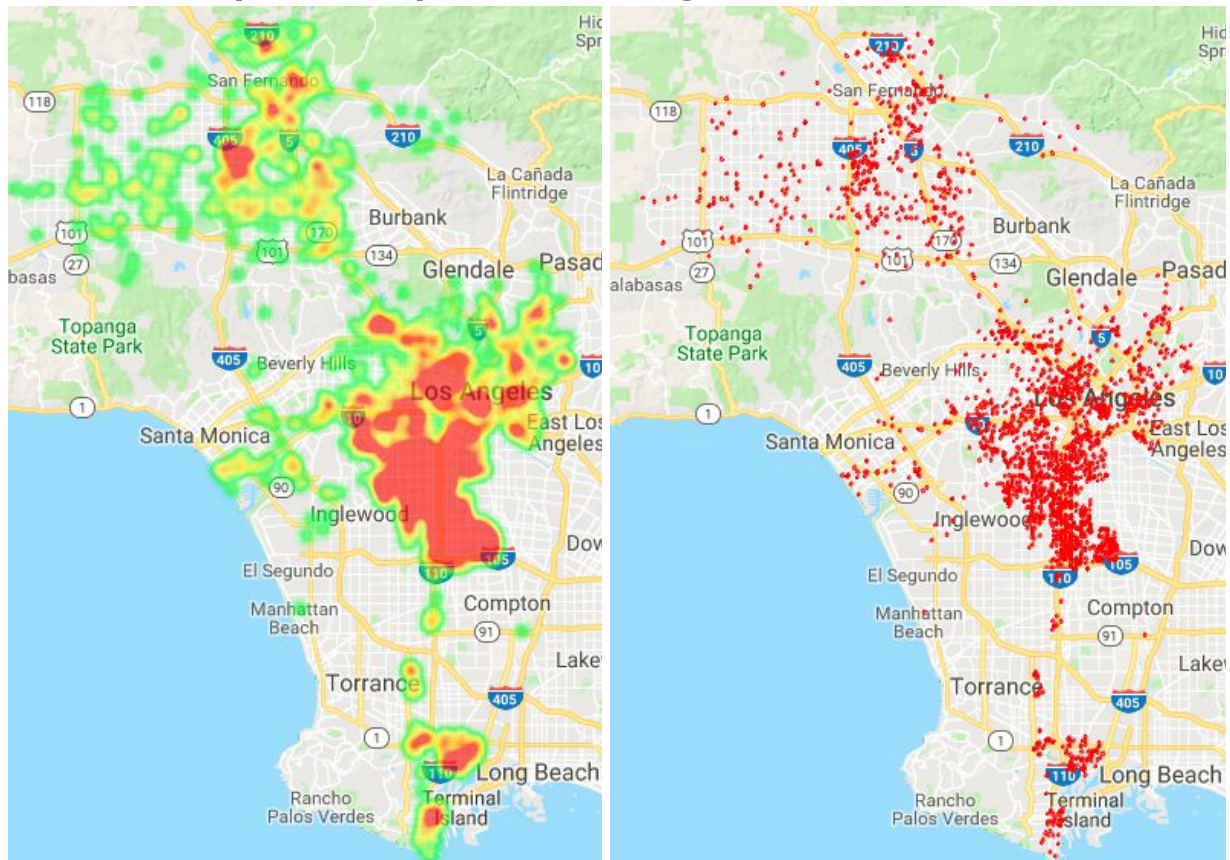 210
Hid
Spr
San Fernando
118
405
5
210
La Cañada
Flintridge
Burbank
101
170
27
101
134
labasas
Glendale
Pasad
Topanga
State Park
5
405
Beverly Hills
10
Los Angeles
1
10
East Los
Angeles
Santa Monica
90
Inglewood
Dow
105
El Segundo
110
Compton
Manhattan
Beach
91
Lakew
Torrance
405
1
110
Long Beach
Rancho
Palos Verdes
Terminal
Island
210
Hid
Spr
San Fernando
118
405
5
210
La Cañada
Flintridge
Burbank
101
170
27
101
134
alabasas
Glendale
Pasad
Topanga
State Park
5
405
Beverly Hills
10
Los Angeles
1
East Los
Angeles
Santa Monica
90
Inglewood
Dow
105
El Segundo
110
Compton
Manhattan
Beach
91
Lakew
Torrance
405
1
110
Long Beach
Rancho
Palos Verdes
Terminal
Island